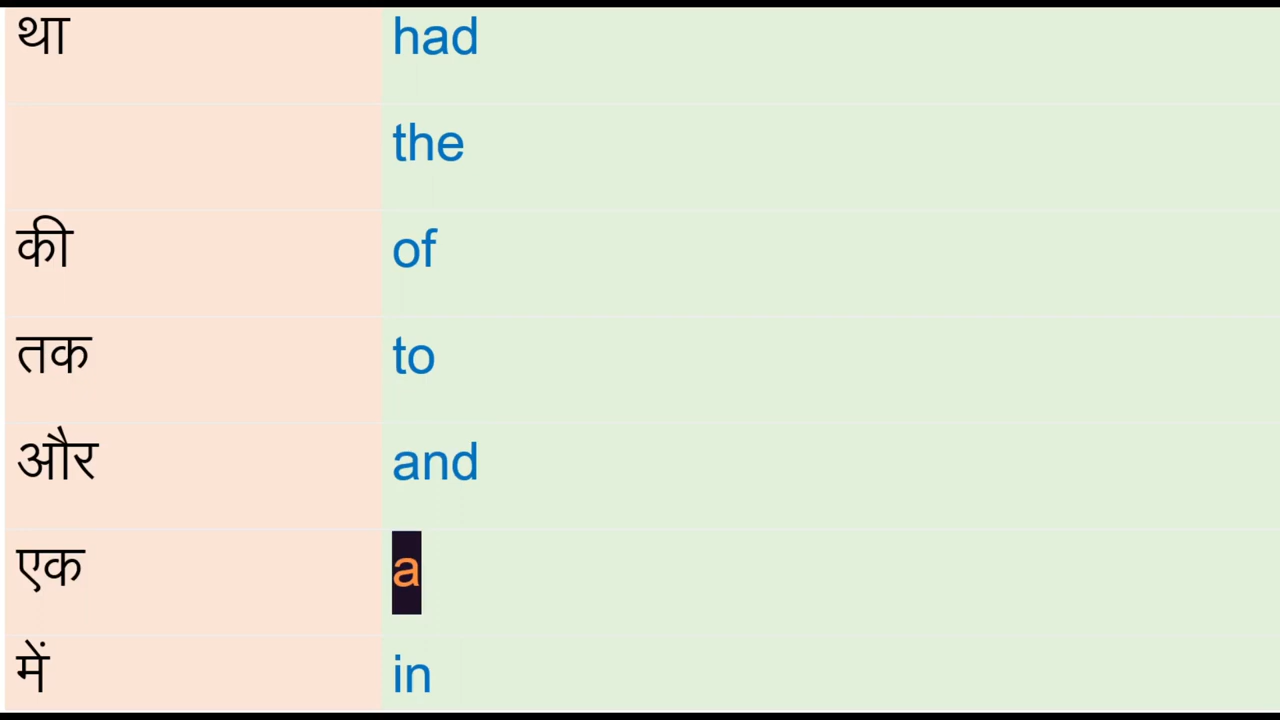 था had
the
की of
तक to
और and
एक a
में in